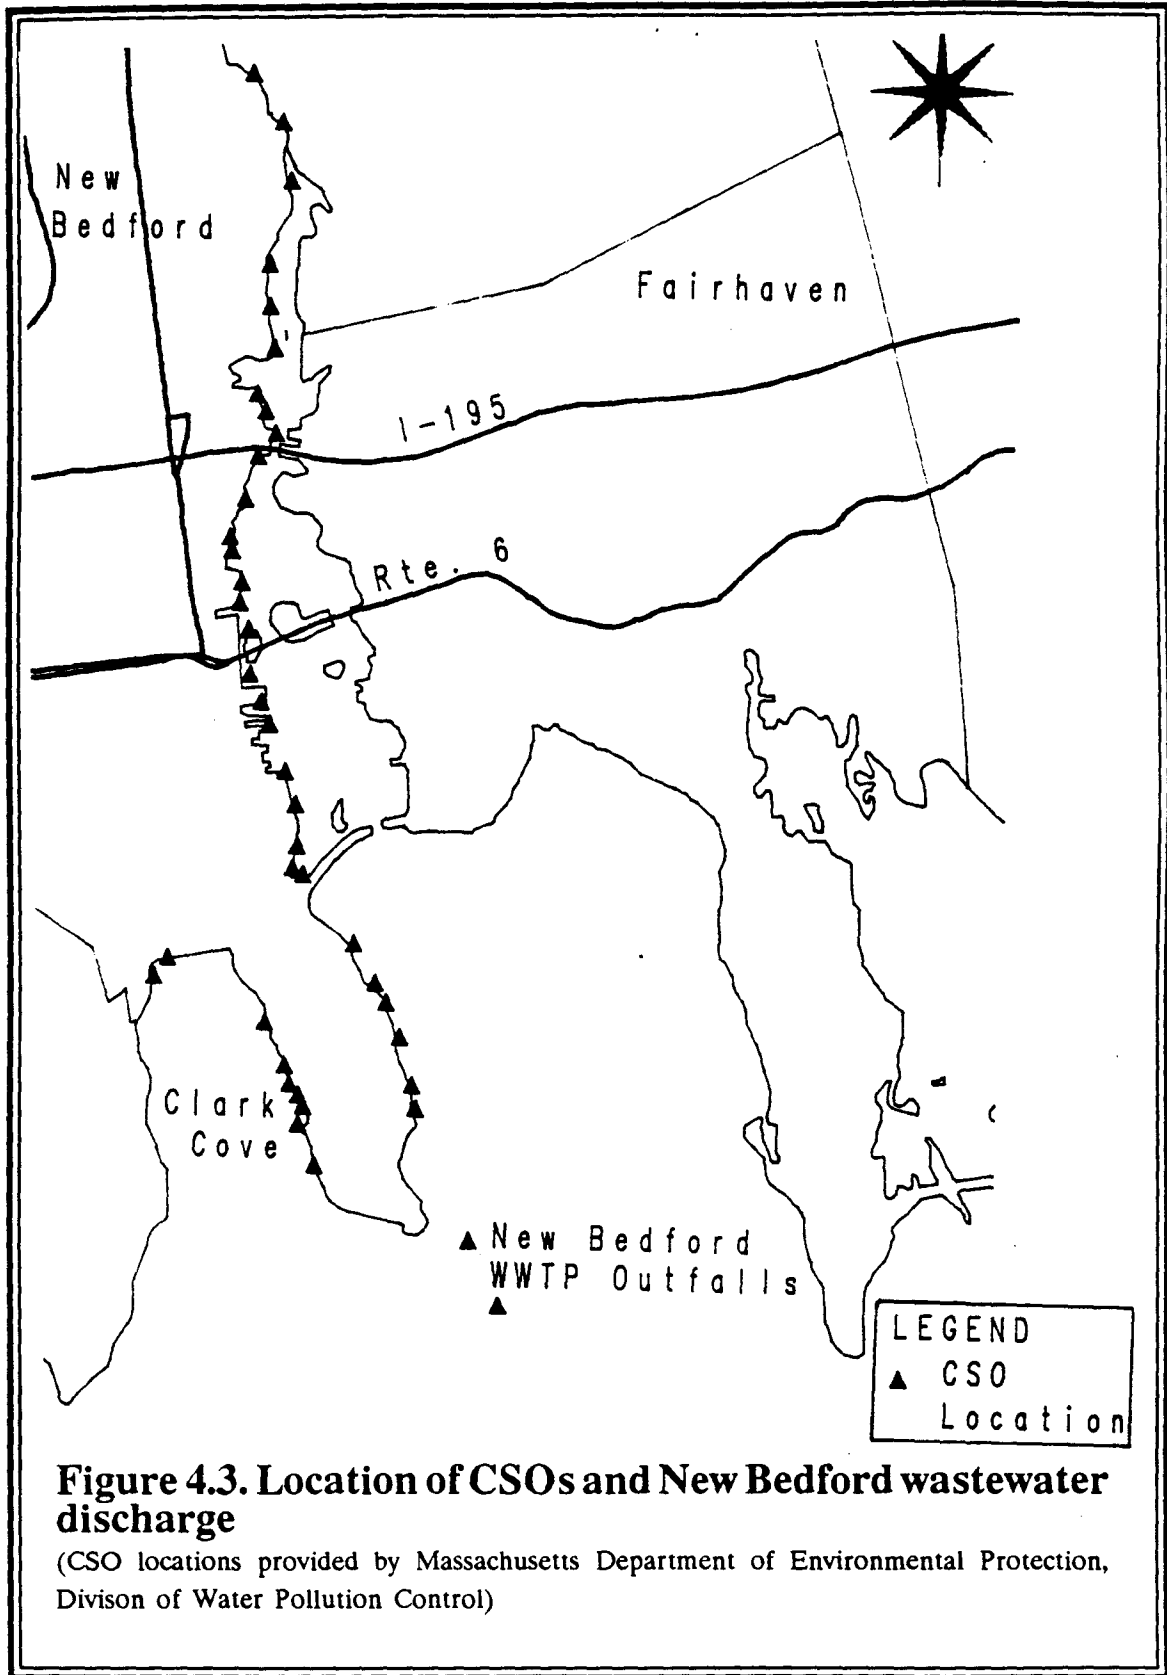 New
Bedford
Fairhaven
I-195
Rte. 6
Clark
Cove
New Bedford
WWTP Outfalls
LEGEND
CSO
Location
Figure 4.3. Location of CSOs and New Bedford wastewater
discharge
(CSO locations provided by Massachusetts Department of Environmental Protection,
Divison of Water Pollution Control)